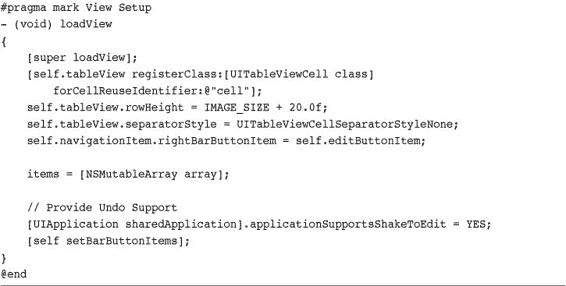 #pragma mark View Setup
- (void) loadView
{
    [super loadView];
    [self.tableView registerClass:[UITableViewCell class]
        forCellReuseIdentifier:@"cell"];
    self.tableView.rowHeight = IMAGE_SIZE + 20.0f;
    self.tableView.separatorStyle = UITableViewCellSeparatorStyleNone;
    self.navigationItem.rightBarButtonItem = self.editButtonItem;

    items = [NSMutableArray array];

    // Provide Undo Support
    [UIApplication sharedApplication].applicationSupportsShakeToEdit = YES;
    [self setBarButtonItems];
}
@end